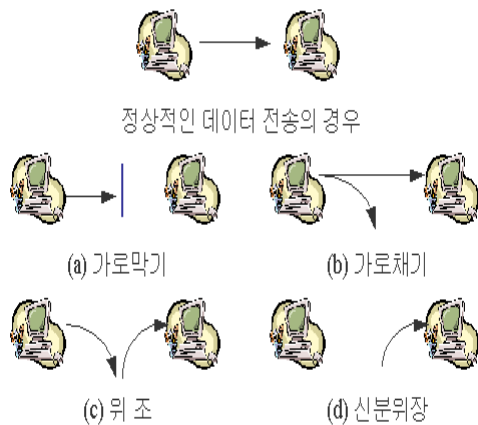 정상적인 데이터 전송의 경우
(a) 가로막기
(b) 가로채기
(c) 위 조
(d) 신분위장